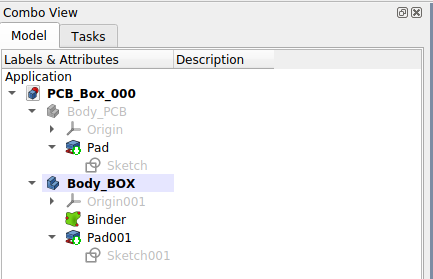 Combo View
Model Tasks
Labels & Attributes Description
Application
PCB_Box_000
Body_PCB
Origin
Pad
Sketch
Body_BOX
Origin001
Binder
Pad001
Sketch001